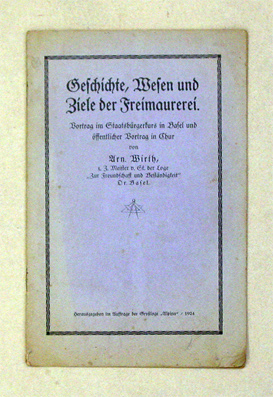 Geschichte, Wesen und
Ziele der Freimaurerei.
Vortrag im Staatsbürgerkurs in Basel und
öffentlicher Vortrag in Chur
von
Arn. Wirth,
z. Z. Meister v. St. der Loge
„Zur Freundschaft und Beständigkeit"
Or. Basel.
Herausgegeben im Auftrage der Großloge „Alpina" - 1924